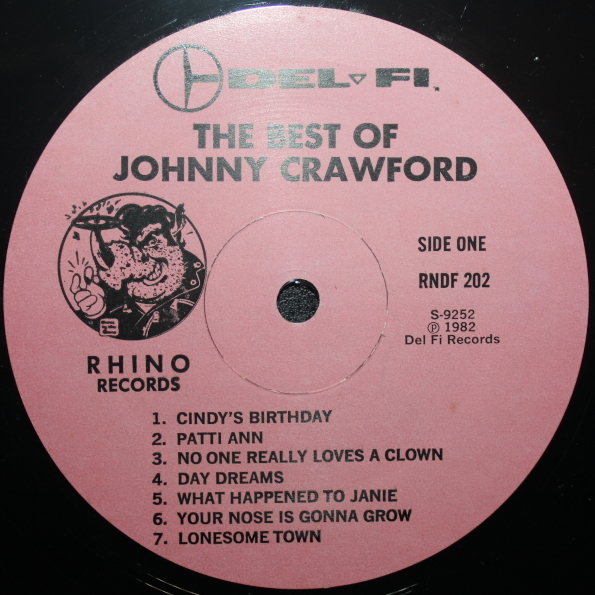 DEL-FI.
THE BEST OF
JOHNNY CRAWFORD
SIDE ONE
RNDF 202
S-9252
℗ 1982
Del Fi Records
RHINO
RECORDS
1. CINDY'S BIRTHDAY
2. PATTI ANN
3. NO ONE REALLY LOVES A CLOWN
4. DAY DREAMS
5. WHAT HAPPENED TO JANIE
6. YOUR NOSE IS GONNA GROW
7. LONESOME TOWN